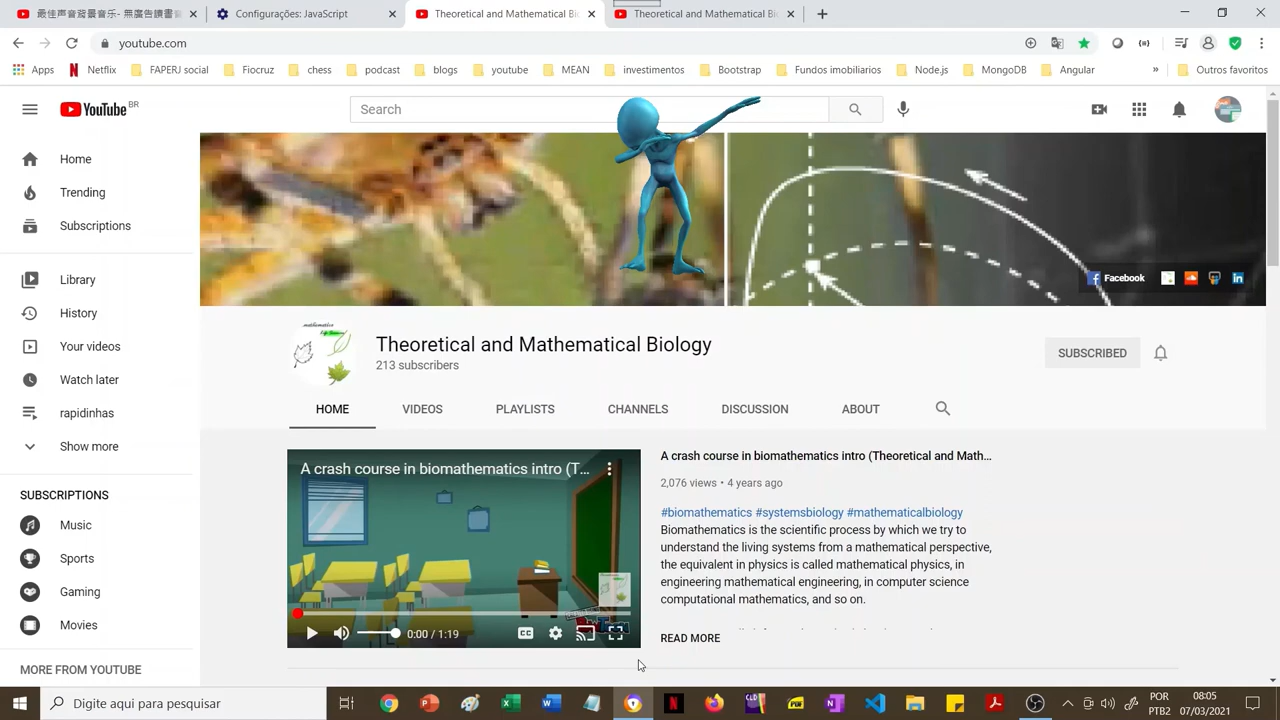 最佳声音背景音乐- 無廣告讀書音
Configurações: JavaScript
Theoretical and Mathematical Bio
Theoretical and Mathematical Bio
youtube.com
Apps
Netflix
FAPERJ social
Fiocruz
chess
podcast
blogs
youtube
MEAN
investimentos
Bootstrap
Fundos imobiliarios
Node.js
MongoDB
Angular
Outros favoritos
YouTube BR
Search
Home
Trending
Subscriptions
Library
History
Your videos
Watch later
rapidinhas
Show more
SUBSCRIPTIONS
Music
Sports
Gaming
Movies
MORE FROM YOUTUBE
Facebook
Theoretical and Mathematical Biology
213 subscribers
SUBSCRIBED
HOME
VIDEOS
PLAYLISTS
CHANNELS
DISCUSSION
ABOUT
A crash course in biomathematics intro (T...
0:00 / 1:19
A crash course in biomathematics intro (Theoretical and Math...
2,076 views • 4 years ago
#biomathematics #systemsbiology #mathematicalbiology
Biomathematics is the scientific process by which we try to
understand the living systems from a mathematical perspective,
the equivalent in physics is called mathematical physics, in
engineering mathematical engineering, in computer science
computational mathematics, and so on.
READ MORE
Digite aqui para pesquisar
POR
PTB2
08:05
07/03/2021